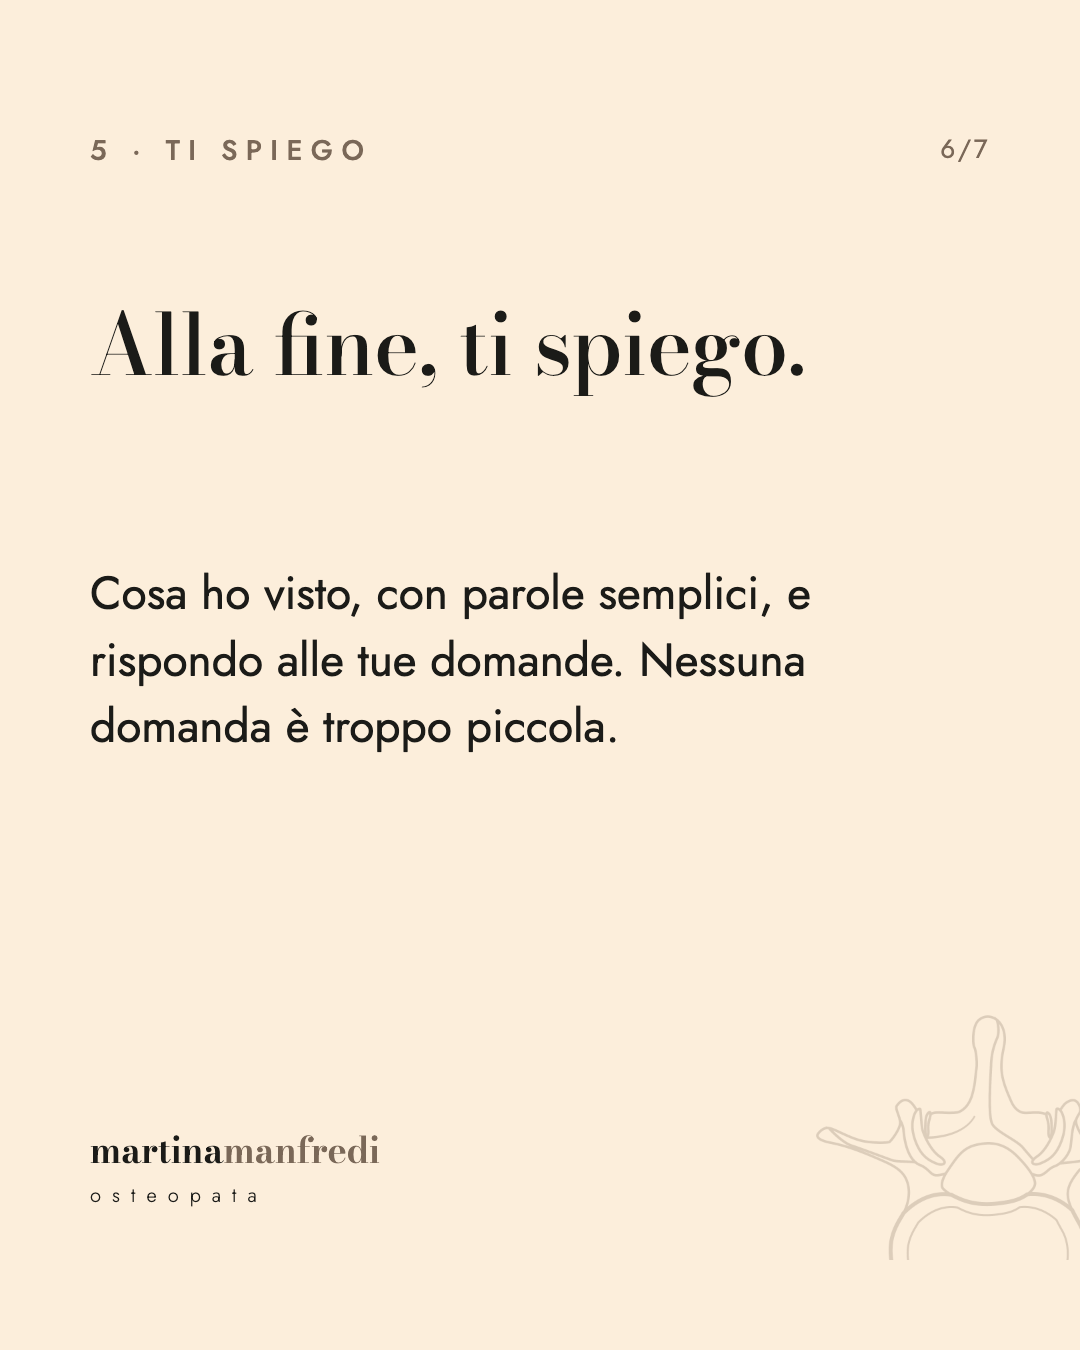 5 · TI SPIEGO
6/7
Alla fine, ti spiego.
Cosa ho visto, con parole semplici, e
rispondo alle tue domande. Nessuna
domanda è troppo piccola.
martinamanfredi
osteopata